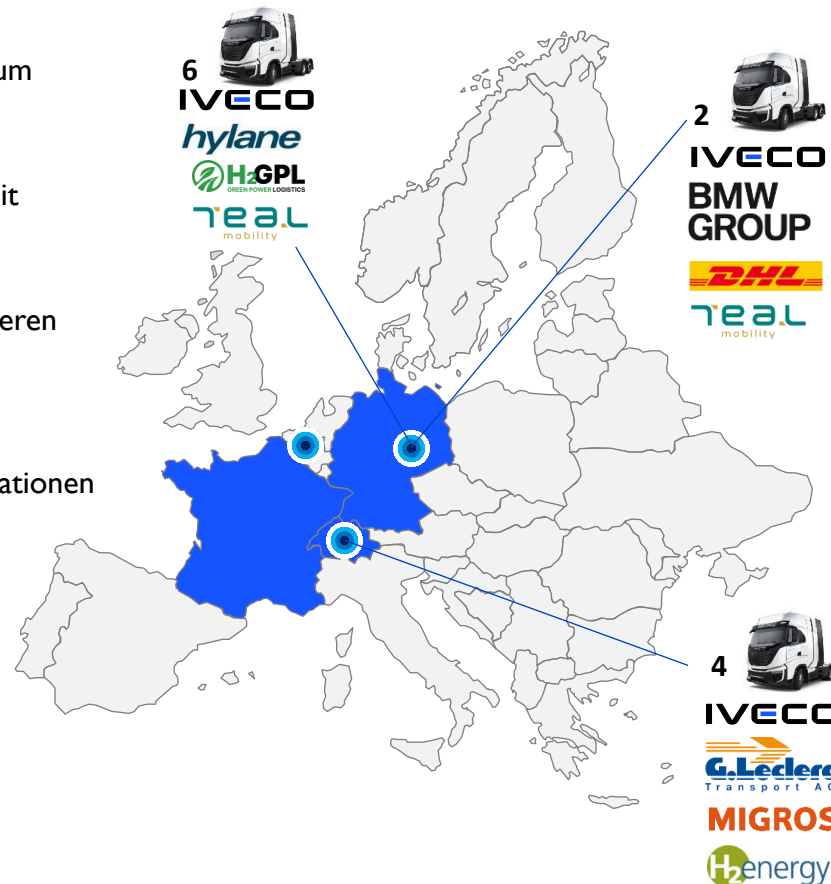 um
it
eren
ationen
6
IVECO
hylane
H2GPL
GREEN POWER LOGISTICS
TEAL
mobility
2
IVECO
BMW
GROUP
DHL
TEAL
mobility
4
IVECO
G.Leclerc
Transport AG
MIGROS
H2energy